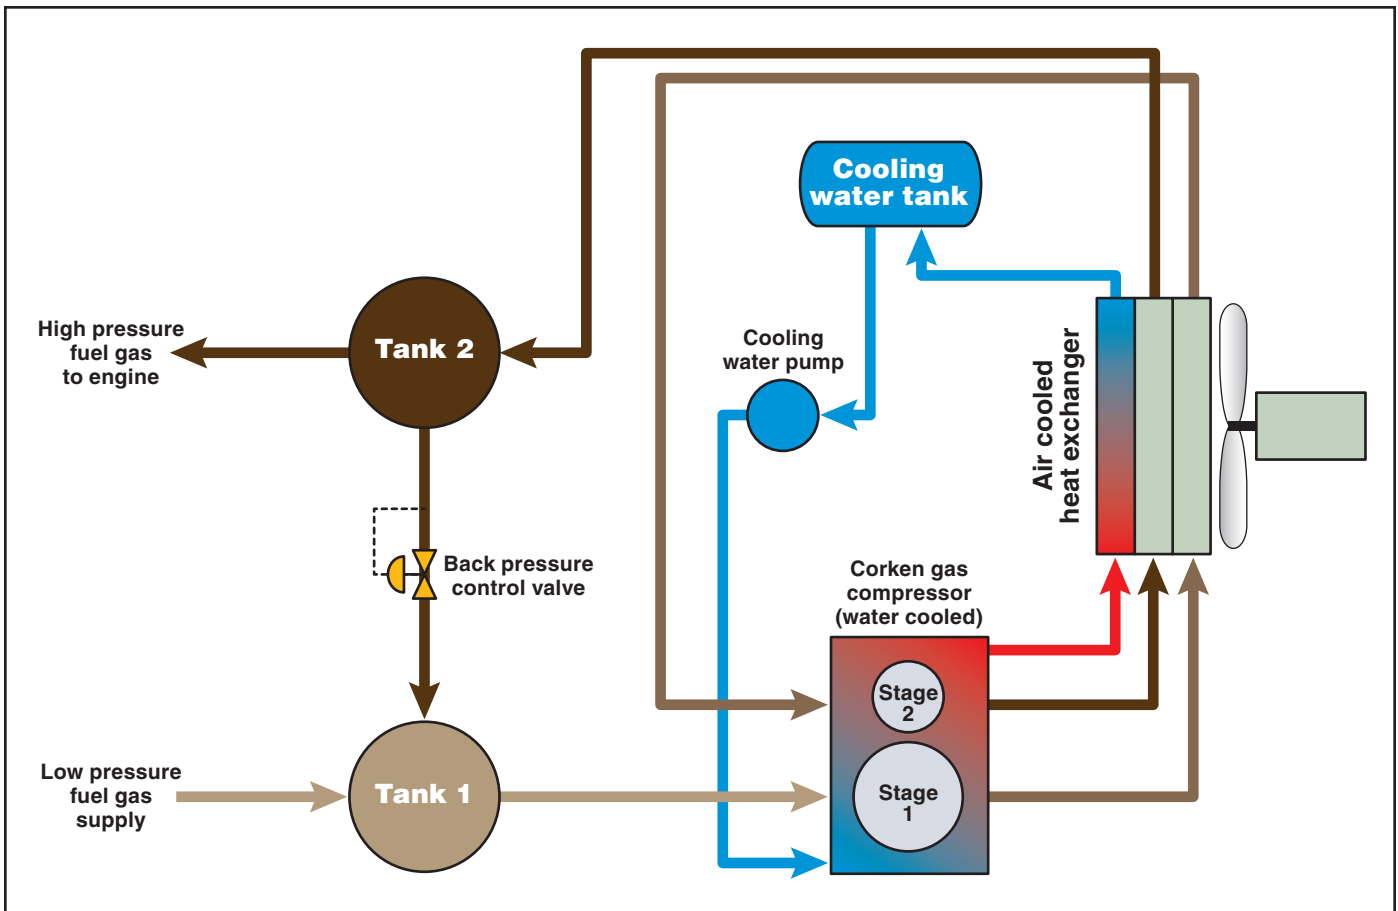 Cooling
water tank
High pressure
fuel gas
to engine
Tank 2
Cooling
water pump
Air cooled
heat exchanger
Back pressure
control valve
Corken gas
compressor
(water cooled)
Stage
2
Low pressure
fuel gas
supply
Tank 1
Stage
1